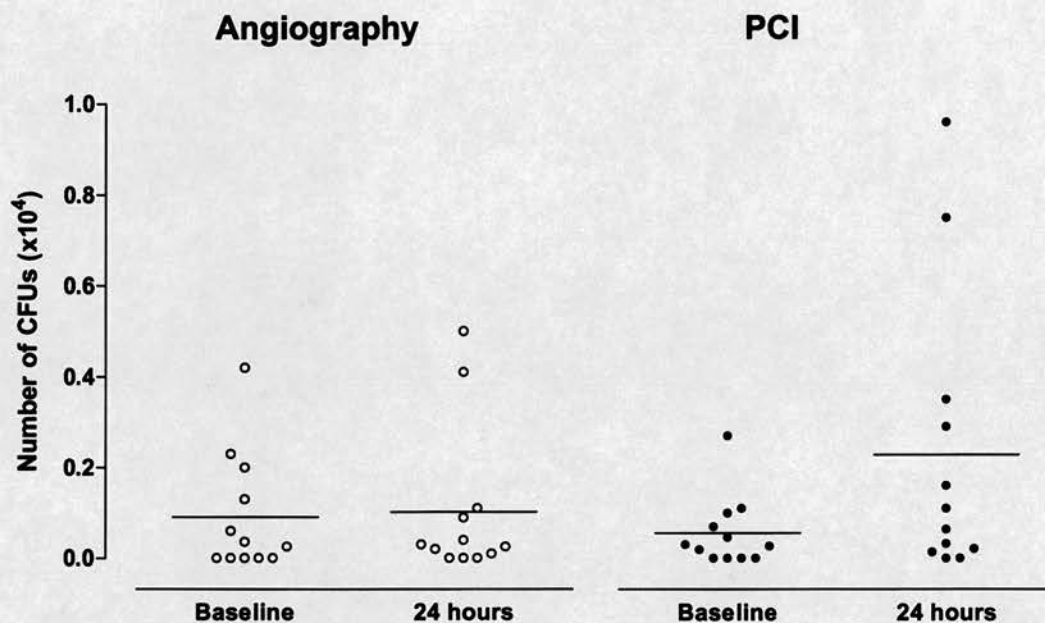 Angiography PCI
Number of CFUs (x10⁴)
1.0
0.8
0.6
0.4
0.2
0.0
Baseline 24 hours Baseline 24 hours